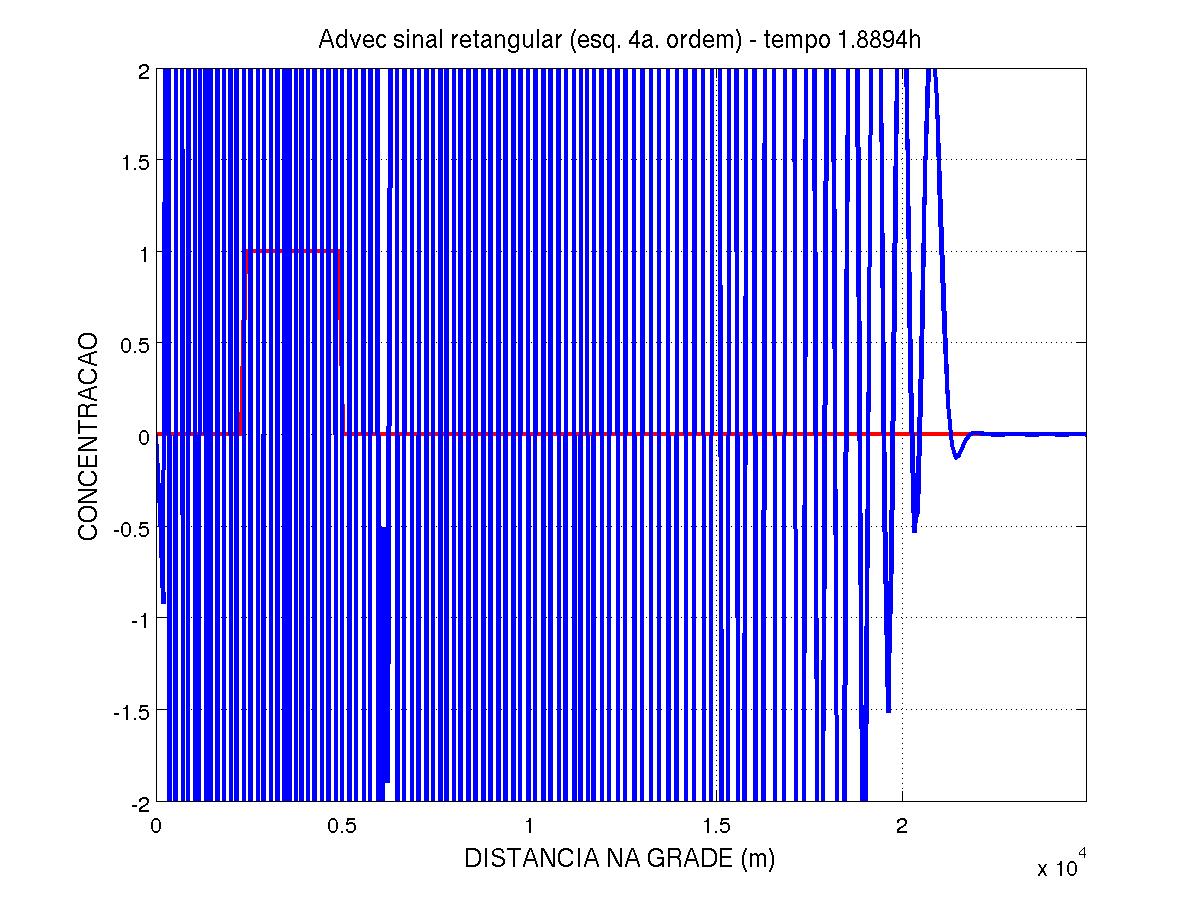 Advec sinal retangular (esq. 4a. ordem) - tempo 1.8894h
2
1.5
1
0.5
0
-0.5
-1
-1.5
-2
CONCENTRACAO
0 0.5 1 1.5 2
DISTANCIA NA GRADE (m)
x 10^4